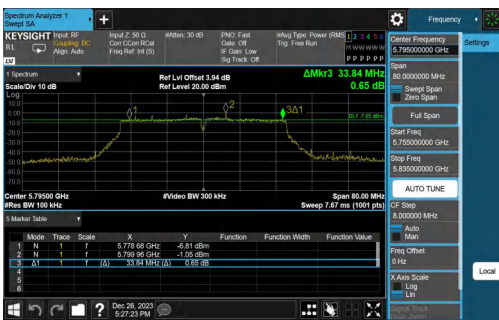 Spectrum Analyzer 1
Swept SA
+
Frequency
KEYSIGHT Input: RF Input Z: 50 Ω #Atten: 30 dB PNO: Fast #Avg Type: Power (RMS) 1 2 3 4 5 6
RL Coupling: DC Corr CCorr RCal Gate: Off Trig: Free Run M W W W W W
Align: Auto Freq Ref: Int (S) IF Gain: Low P P P P P P
Sig Track: Off
LV
1 Spectrum
Scale/Div 10 dB
Ref Lvl Offset 3.94 dB
Ref Level 20.00 dBm
ΔMkr3 33.84 MHz
0.65 dB
Log
10.0
0.00
-10.0
-20.0
-30.0
-40.0
-50.0
-60.0
-70.0
1
2
3Δ1
DL1 -7.05 dBm
Center 5.79500 GHz #Video BW 300 kHz Span 80.00 MHz
#Res BW 100 kHz Sweep 7.67 ms (1001 pts)
5 Marker Table
Mode Trace Scale X Y Function Function Width Function Value
1 N 1 f 5.778 68 GHz -6.81 dBm
2 N 1 f 5.799 96 GHz -1.05 dBm
3 Δ1 1 f (Δ) 33.84 MHz (Δ) 0.65 dB
4
5
6
Dec 26, 2023
5:27:23 PM
?
Center Frequency
5.795000000 GHz
Span
80.0000000 MHz
Swept Span
Zero Span
Full Span
Start Freq
5.755000000 GHz
Stop Freq
5.835000000 GHz
AUTO TUNE
CF Step
8.000000 MHz
Auto
Man
Freq Offset
0 Hz
X Axis Scale
Log
Lin
Signal Track
Settings
Local